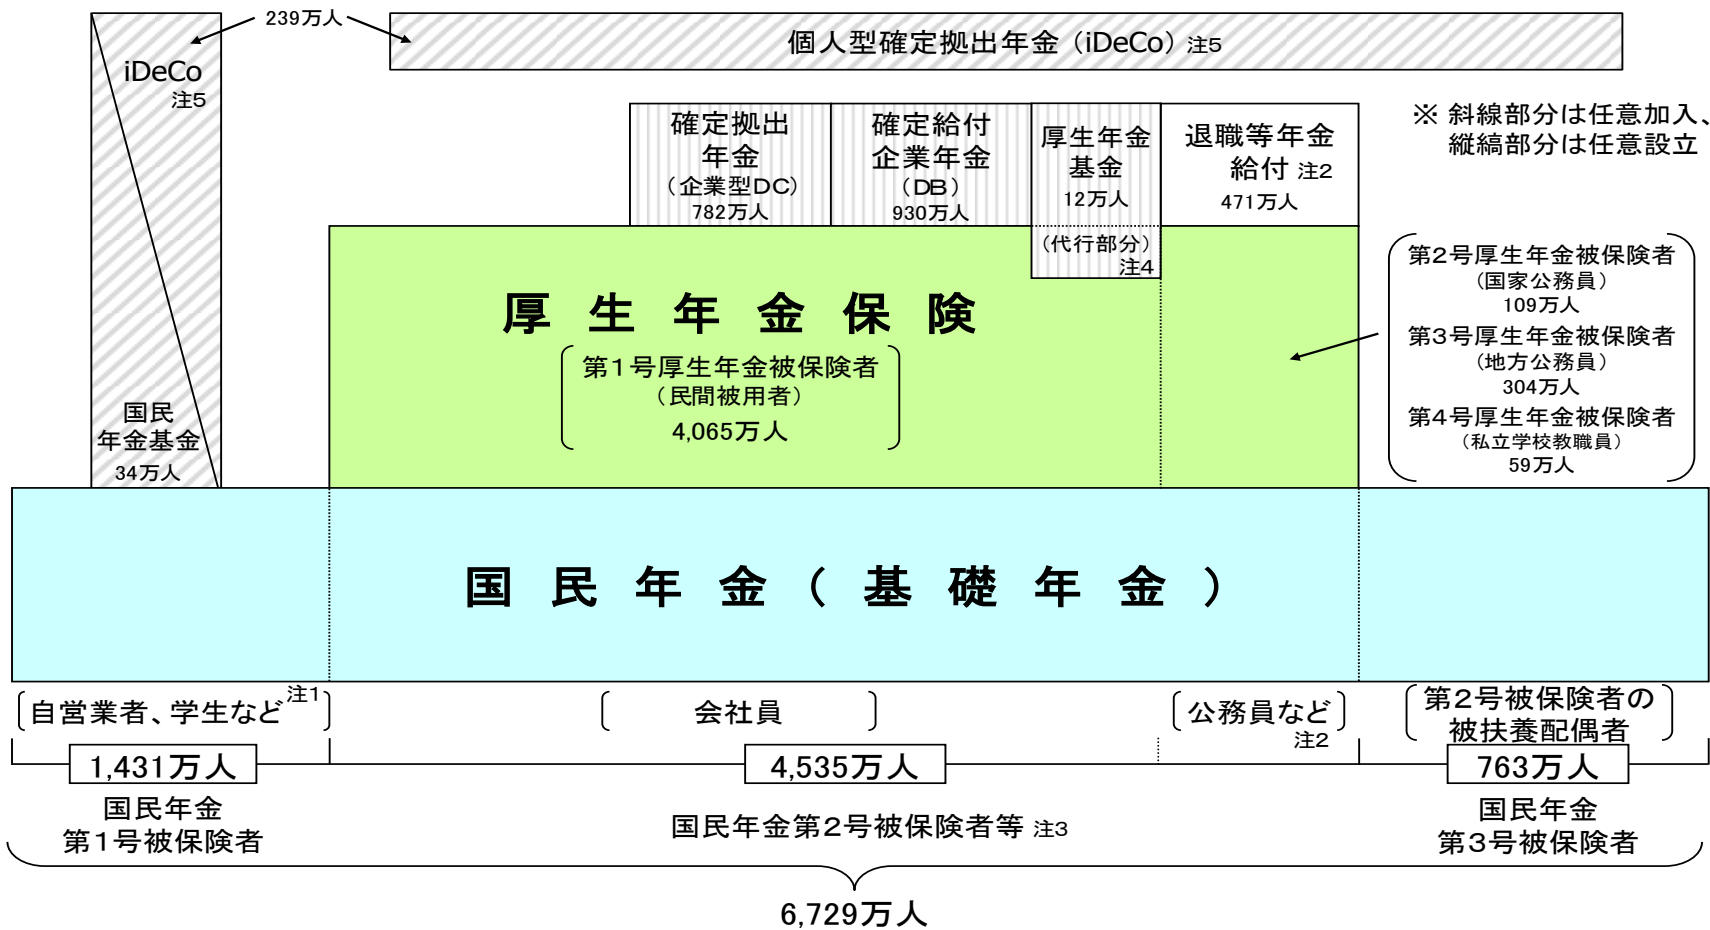 239万人
個人型確定拠出年金（iDeCo）注5
iDeCo
注5
※ 斜線部分は任意加入、
縦縞部分は任意設立
確定拠出
年金
（企業型DC）
782万人
確定給付
企業年金
（DB）
930万人
厚生年金
基金
12万人
（代行部分）
注4
退職等年金
給付 注2
471万人
厚生年金保険
第1号厚生年金被保険者
（民間被用者）
4,065万人
第2号厚生年金被保険者
（国家公務員）
109万人
第3号厚生年金被保険者
（地方公務員）
304万人
第4号厚生年金被保険者
（私立学校教職員）
59万人
国民
年金基金
34万人
国民年金（基礎年金）
自営業者、学生など 注1
会社員
公務員など
注2
第2号被保険者の
被扶養配偶者
1,431万人
4,535万人
763万人
国民年金
第1号被保険者
国民年金第2号被保険者等 注3
国民年金
第3号被保険者
6,729万人